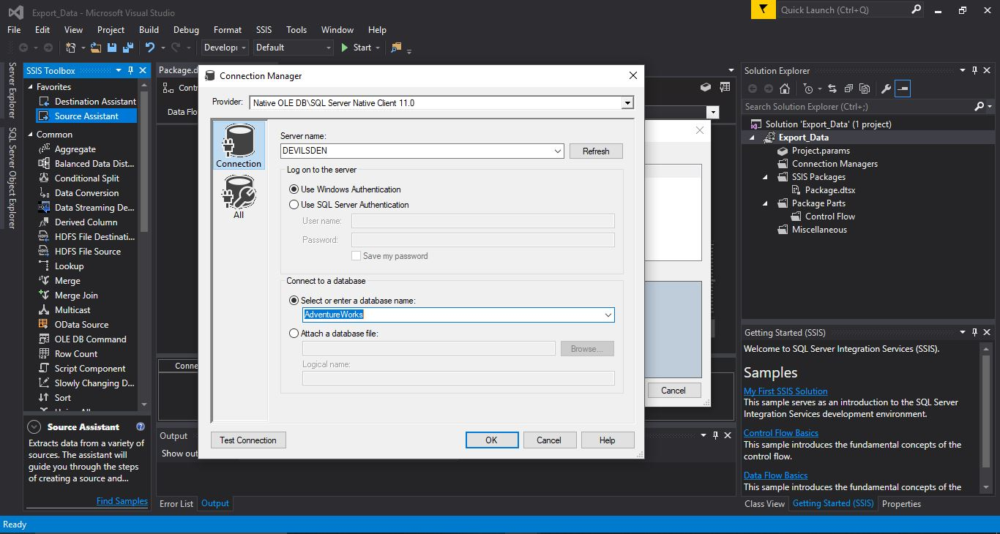 Export_Data - Microsoft Visual Studio
Quick Launch (Ctrl+Q)
File Edit View Project Build Debug Format SSIS Tools Window Help
Developi Default Start
Server Explorer
SQL Server Object Explorer
SSIS Toolbox
Favorites
Destination Assistant
Source Assistant
Common
Aggregate
Balanced Data Dist...
Conditional Split
Data Conversion
Data Streaming De...
Derived Column
HDFS File Destinati...
HDFS File Source
Lookup
Merge
Merge Join
Multicast
OData Source
OLE DB Command
Row Count
Script Component
Slowly Changing D...
Sort
Source Assistant
Extracts data from a variety of
sources. The assistant will
guide you through the steps
of creating a source and...
Find Samples
Package.d
Contr
Data Flo
Conne
Connection Manager
Provider: Native OLE DB\SQL Server Native Client 11.0
Connection
All
Server name:
DEVILSDEN
Refresh
Log on to the server
Use Windows Authentication
Use SQL Server Authentication
User name:
Password:
Save my password
Connect to a database
Select or enter a database name:
AdventureWorks
Attach a database file:
Browse...
Logical name:
Test Connection OK Cancel Help
Cancel
Output
Show out
Error List Output
Solution Explorer
Search Solution Explorer (Ctrl+;)
Solution 'Export_Data' (1 project)
Export_Data
Project.params
Connection Managers
SSIS Packages
Package.dtsx
Package Parts
Control Flow
Miscellaneous
Getting Started (SSIS)
Welcome to SQL Server Integration Services (SSIS).
Samples
My First SSIS Solution
This sample serves as an introduction to the SQL Server
Integration Services development environment.
Control Flow Basics
This sample introduces the fundamental concepts of the
control flow.
Data Flow Basics
This sample introduces the fundamental concepts of the
Class View Getting Started (SSIS) Properties
Ready